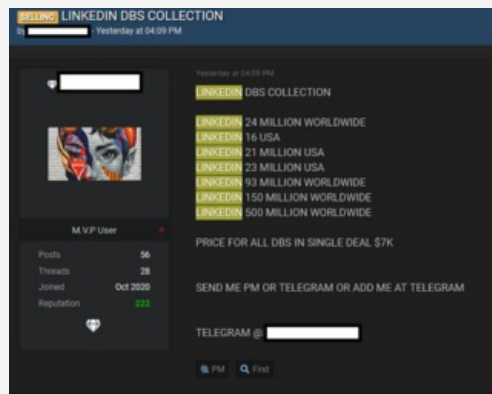 SELLING LINKEDIN DBS COLLECTION
by - Yesterday at 04:09 PM
Yesterday at 04:09 PM
LINKEDIN DBS COLLECTION
LINKEDIN 24 MILLION WORLDWIDE
LINKEDIN 16 USA
LINKEDIN 21 MILLION USA
LINKEDIN 23 MILLION USA
LINKEDIN 93 MILLION WORLDWIDE
LINKEDIN 150 MILLION WORLDWIDE
LINKEDIN 500 MILLION WORLDWIDE
M.V.P User
Posts 56
Threads 28
Joined Oct 2020
Reputation 222
PRICE FOR ALL DBS IN SINGLE DEAL $7K
SEND ME PM OR TELEGRAM OR ADD ME AT TELEGRAM
TELEGRAM @
PM Find